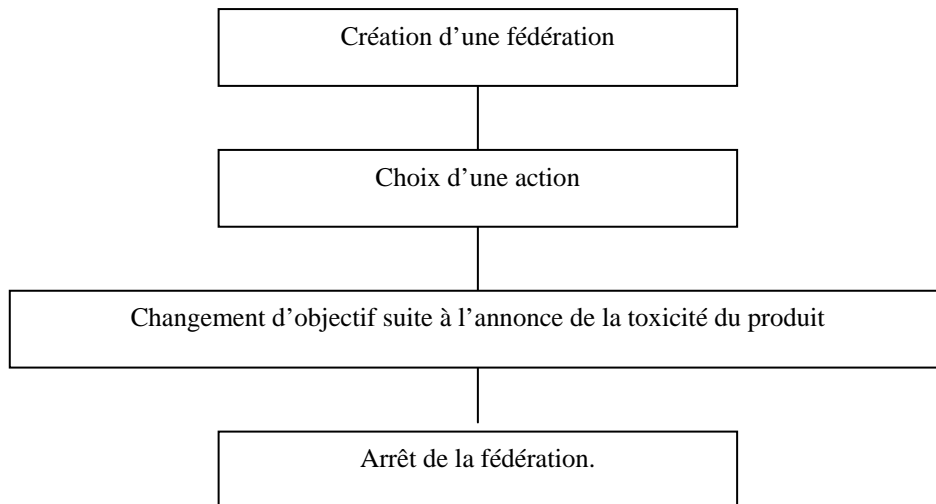 Création d’une fédération
Choix d’une action
Changement d’objectif suite à l’annonce de la toxicité du produit
Arrêt de la fédération.